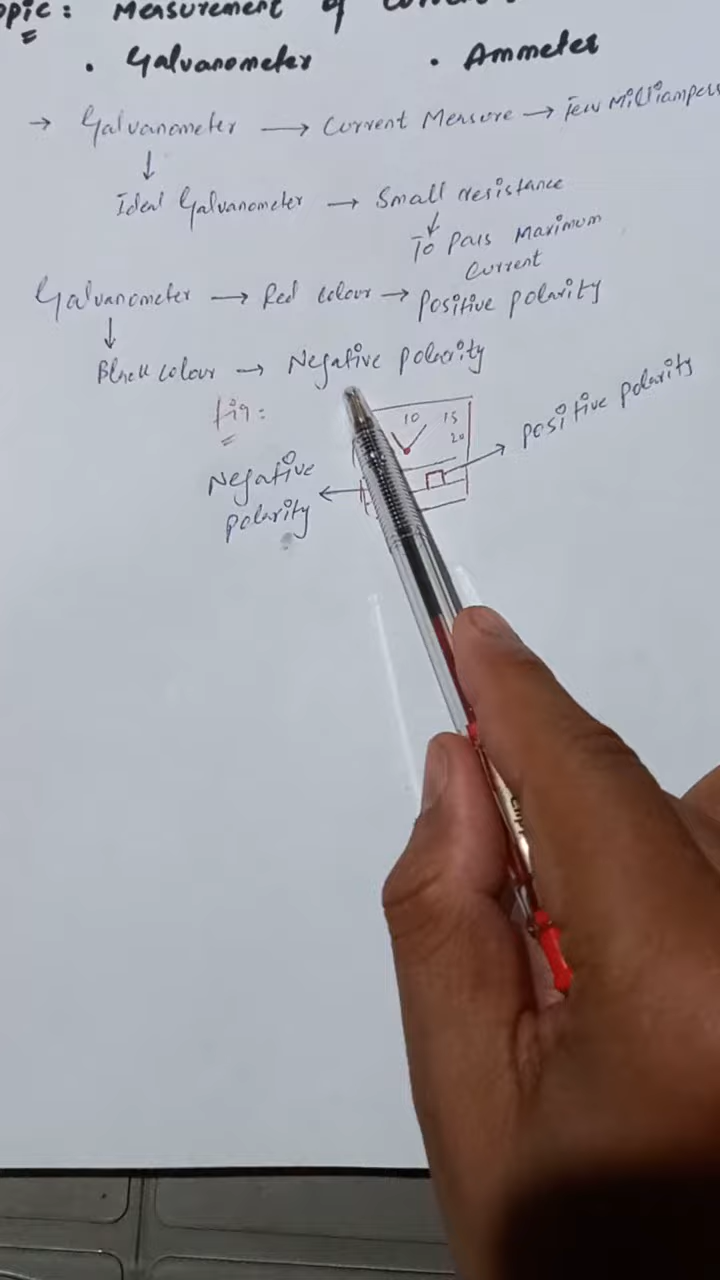 Topic: Measurement of Current
• Galvanometer • Ammeter
→ Galvanometer → Current Measure → Few Milliampere
Ideal Galvanometer → Small resistance
To Pass Maximum
Current
Galvanometer → Red colour → Positive polarity
Black colour → Negative polarity
fig:
10 15
20
Positive polarity
Negative
polarity